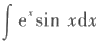 ∫ eˣ sin xdx